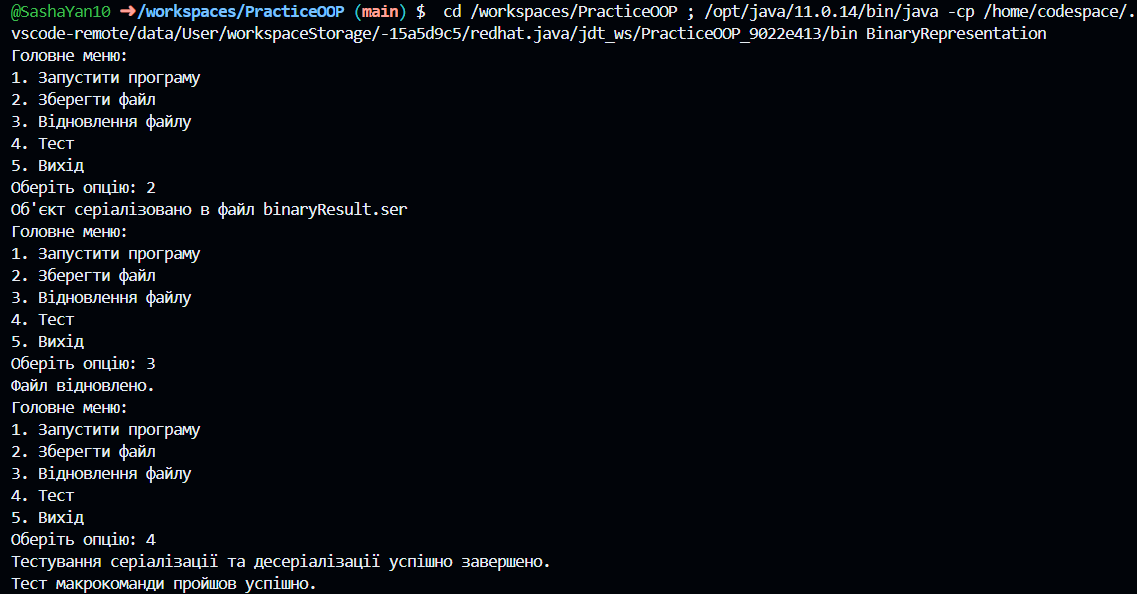 @SashaYan10 ➜/workspaces/PracticeOOP (main) $  cd /workspaces/PracticeOOP ; /opt/java/11.0.14/bin/java -cp /home/codespace/.
vscode-remote/data/User/workspaceStorage/-15a5d9c5/redhat.java/jdt_ws/PracticeOOP_9022e413/bin BinaryRepresentation
Головне меню:
1. Запустити програму
2. Зберегти файл
3. Відновлення файлу
4. Тест
5. Вихід
Оберіть опцію: 2
Об'єкт серіалізовано в файл binaryResult.ser
Головне меню:
1. Запустити програму
2. Зберегти файл
3. Відновлення файлу
4. Тест
5. Вихід
Оберіть опцію: 3
Файл відновлено.
Головне меню:
1. Запустити програму
2. Зберегти файл
3. Відновлення файлу
4. Тест
5. Вихід
Оберіть опцію: 4
Тестування серіалізації та десеріалізації успішно завершено.
Тест макрокоманди пройшов успішно.